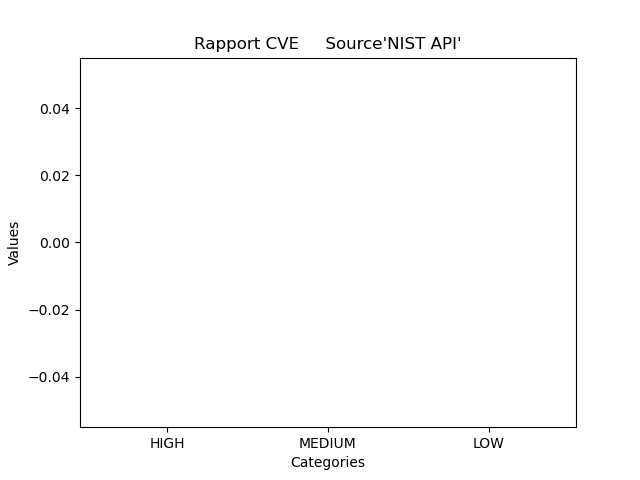 Rapport CVE     Source'NIST API'
0.04
0.02
0.00
−0.02
−0.04
Values
HIGH MEDIUM LOW
Categories